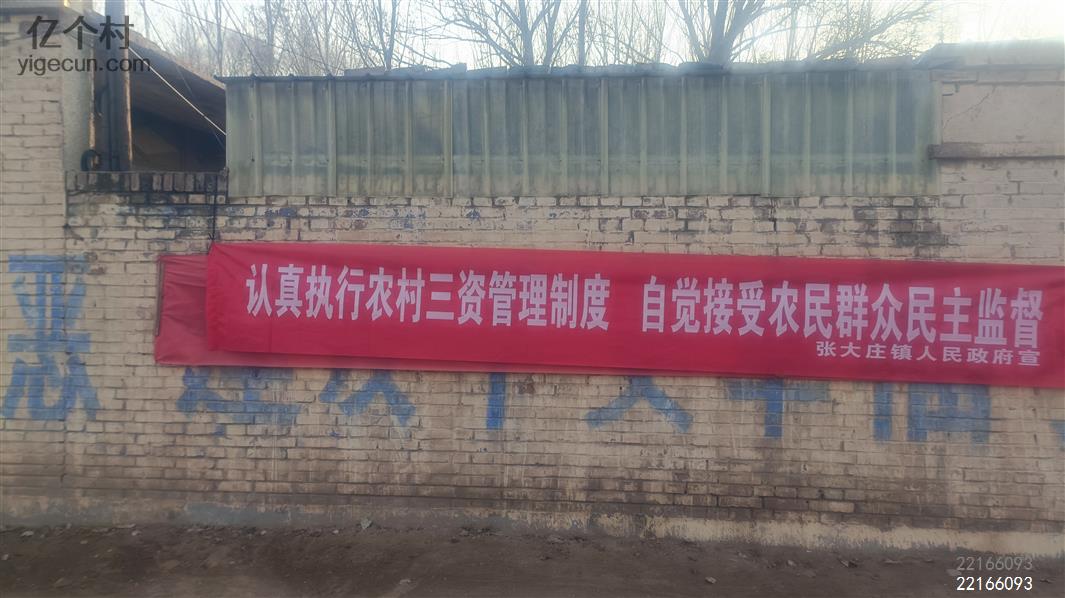 亿个村
yigecun.com
认真执行农村三资管理制度 自觉接受农民群众民主监督
张大庄镇人民政府宣
22166093
22166093